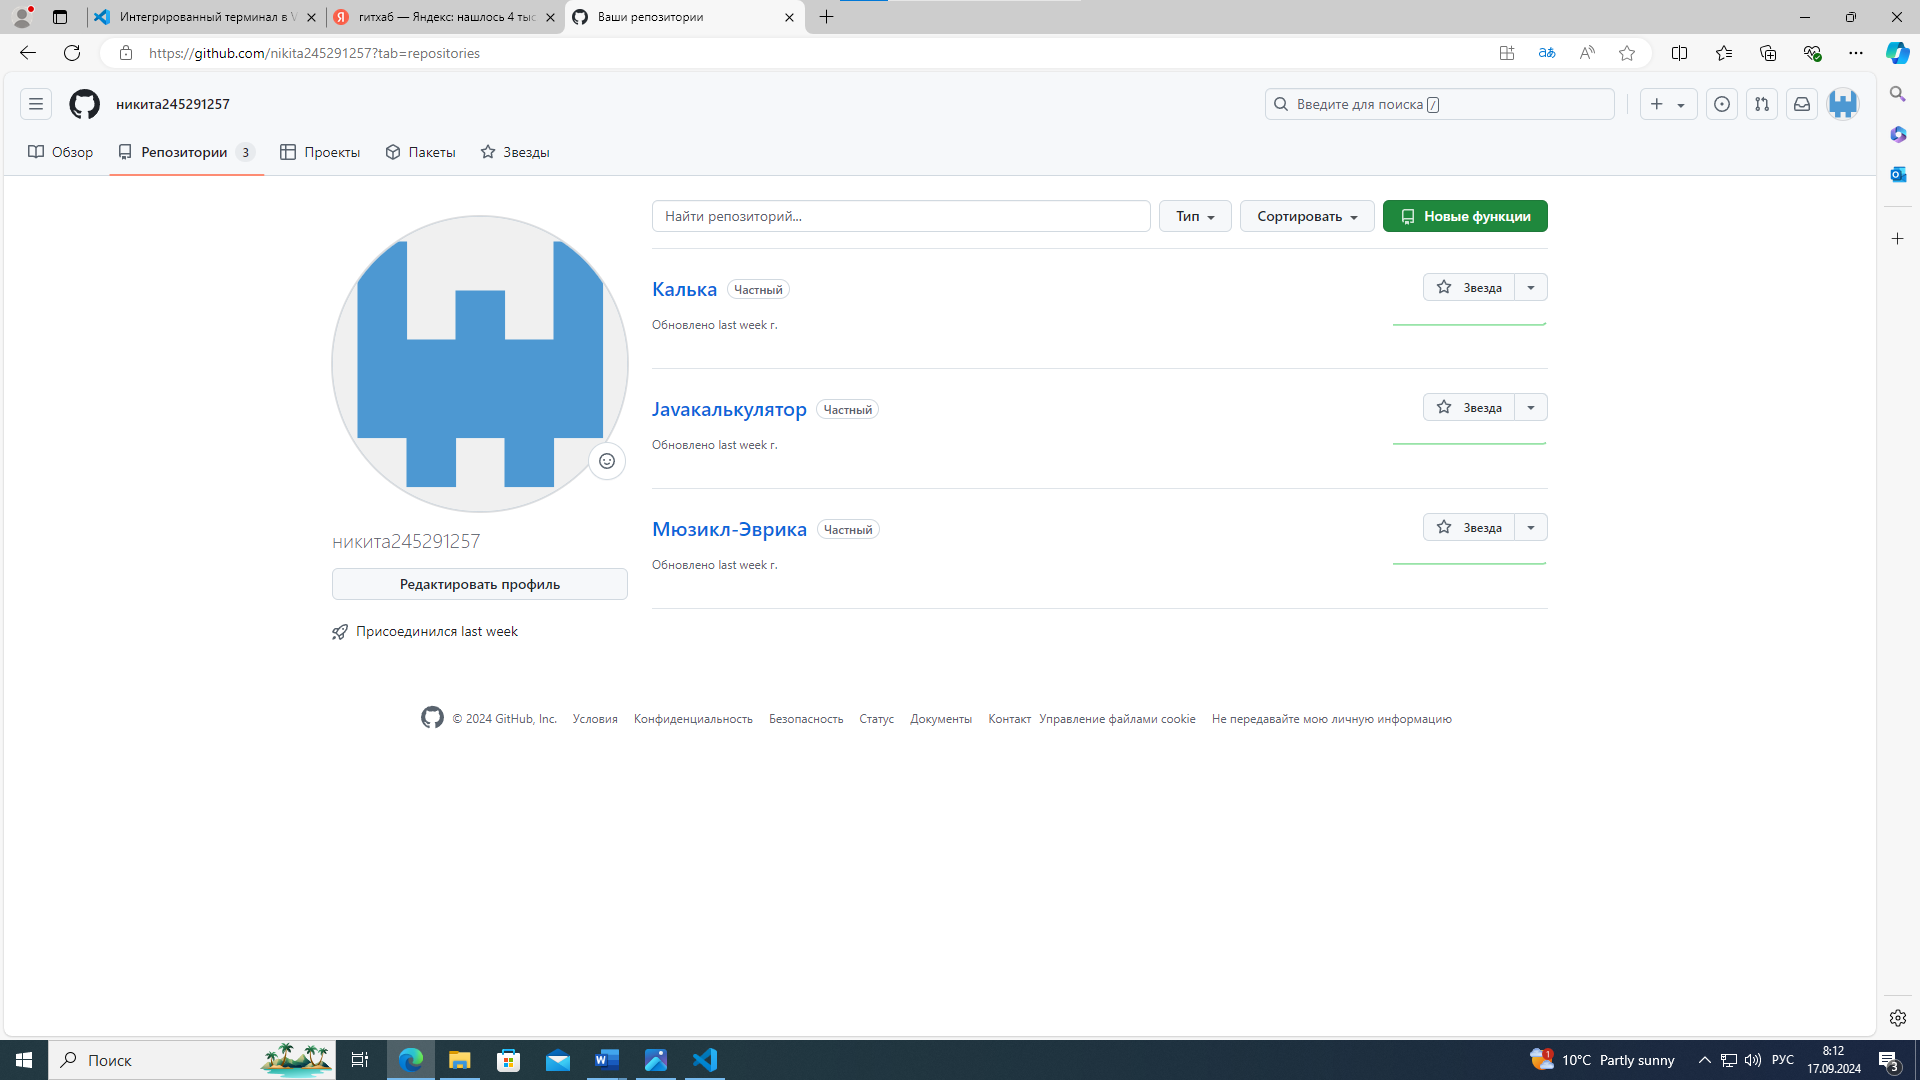 Интегрированный терминал в V
гитхаб — Яндекс: нашлось 4 тыс
Ваши репозитории
https://github.com/nikita245291257?tab=repositories
никита245291257
Введите для поиска /
Обзор
Репозитории 3
Проекты
Пакеты
Звезды
Найти репозиторий...
Тип
Сортировать
Новые функции
Калька Частный
Звезда
Обновлено last week г.
Javaкалькулятор Частный
Звезда
Обновлено last week г.
Мюзикл-Эврика Частный
Звезда
Обновлено last week г.
никита245291257
Редактировать профиль
Присоединился last week
© 2024 GitHub, Inc. Условия Конфиденциальность Безопасность Статус Документы Контакт Управление файлами cookie Не передавайте мою личную информацию
Поиск
1
10°C Partly sunny
РУС
8:12
17.09.2024
3